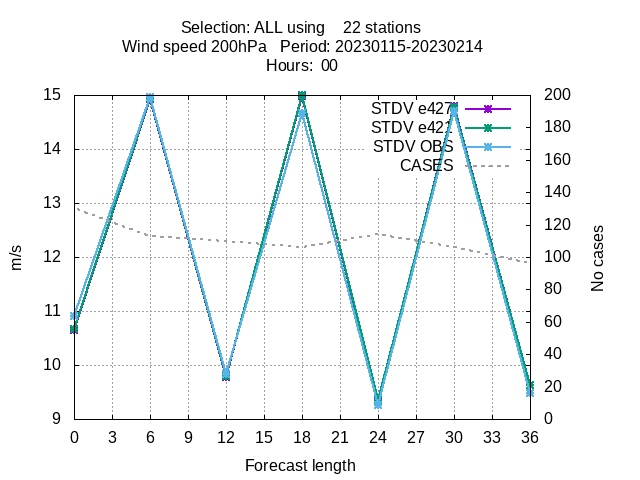 Selection: ALL using    22 stations
Wind speed 200hPa   Period: 20230115-20230214
Hours:  00
15
14
13
12
11
10
9
m/s
200
180
160
140
120
100
80
60
40
20
0
No cases
STDV e427
STDV e421
STDV OBS
CASES
0 3 6 9 12 15 18 21 24 27 30 33 36
Forecast length